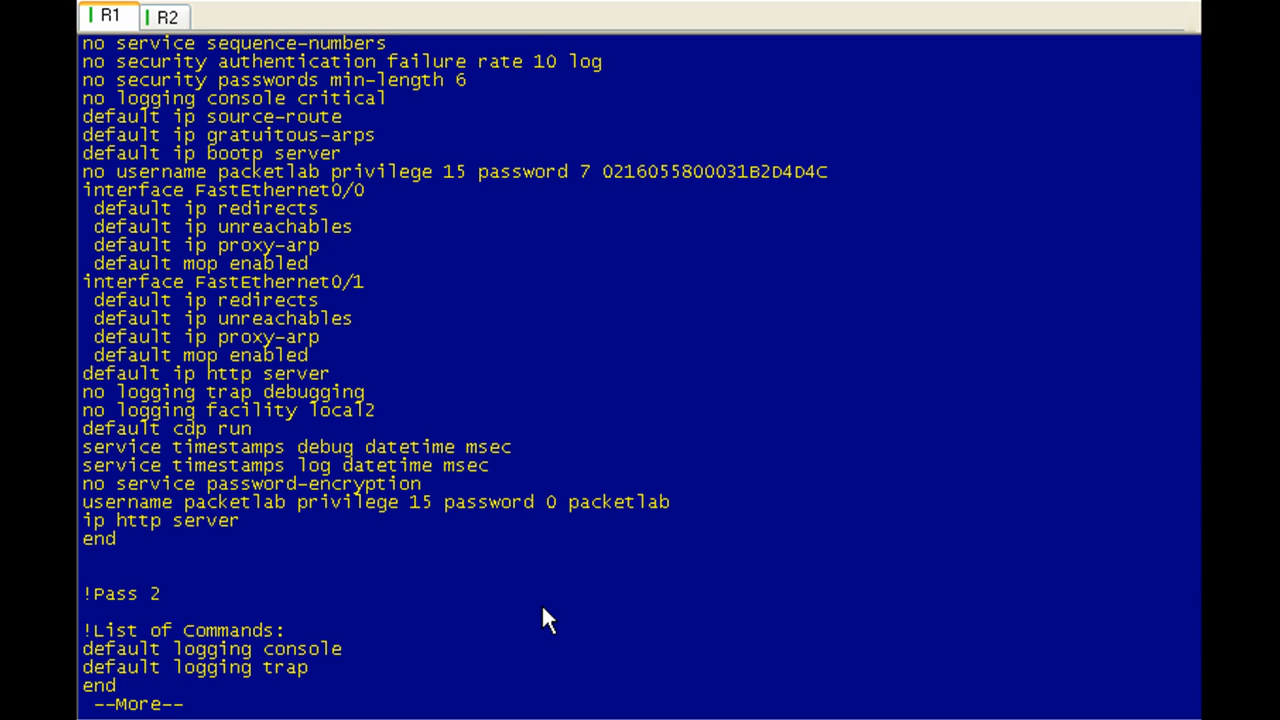 R1 R2
no service sequence-numbers
no security authentication failure rate 10 log
no security passwords min-length 6
no logging console critical
default ip source-route
default ip gratuitous-arps
default ip bootp server
no username packetlab privilege 15 password 7 0216055800031B2D4D4C
interface FastEthernet0/0
 default ip redirects
 default ip unreachables
 default ip proxy-arp
 default mop enabled
interface FastEthernet0/1
 default ip redirects
 default ip unreachables
 default ip proxy-arp
 default mop enabled
default ip http server
no logging trap debugging
no logging facility local2
default cdp run
service timestamps debug datetime msec
service timestamps log datetime msec
no service password-encryption
username packetlab privilege 15 password 0 packetlab
ip http server
end
!Pass 2
!List of Commands:
default logging console
default logging trap
end
 --More--